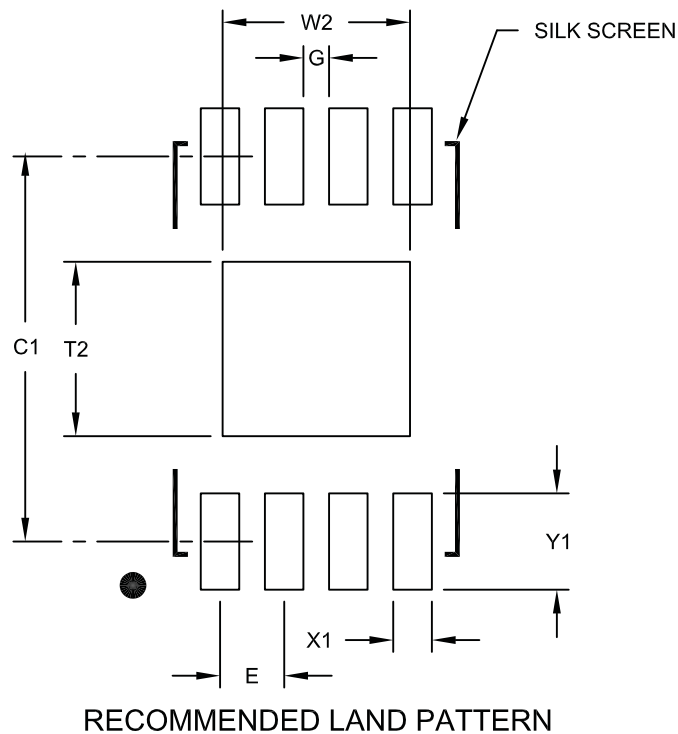 W2
SILK SCREEN
G
C1
T2
Y1
X1
E
RECOMMENDED LAND PATTERN